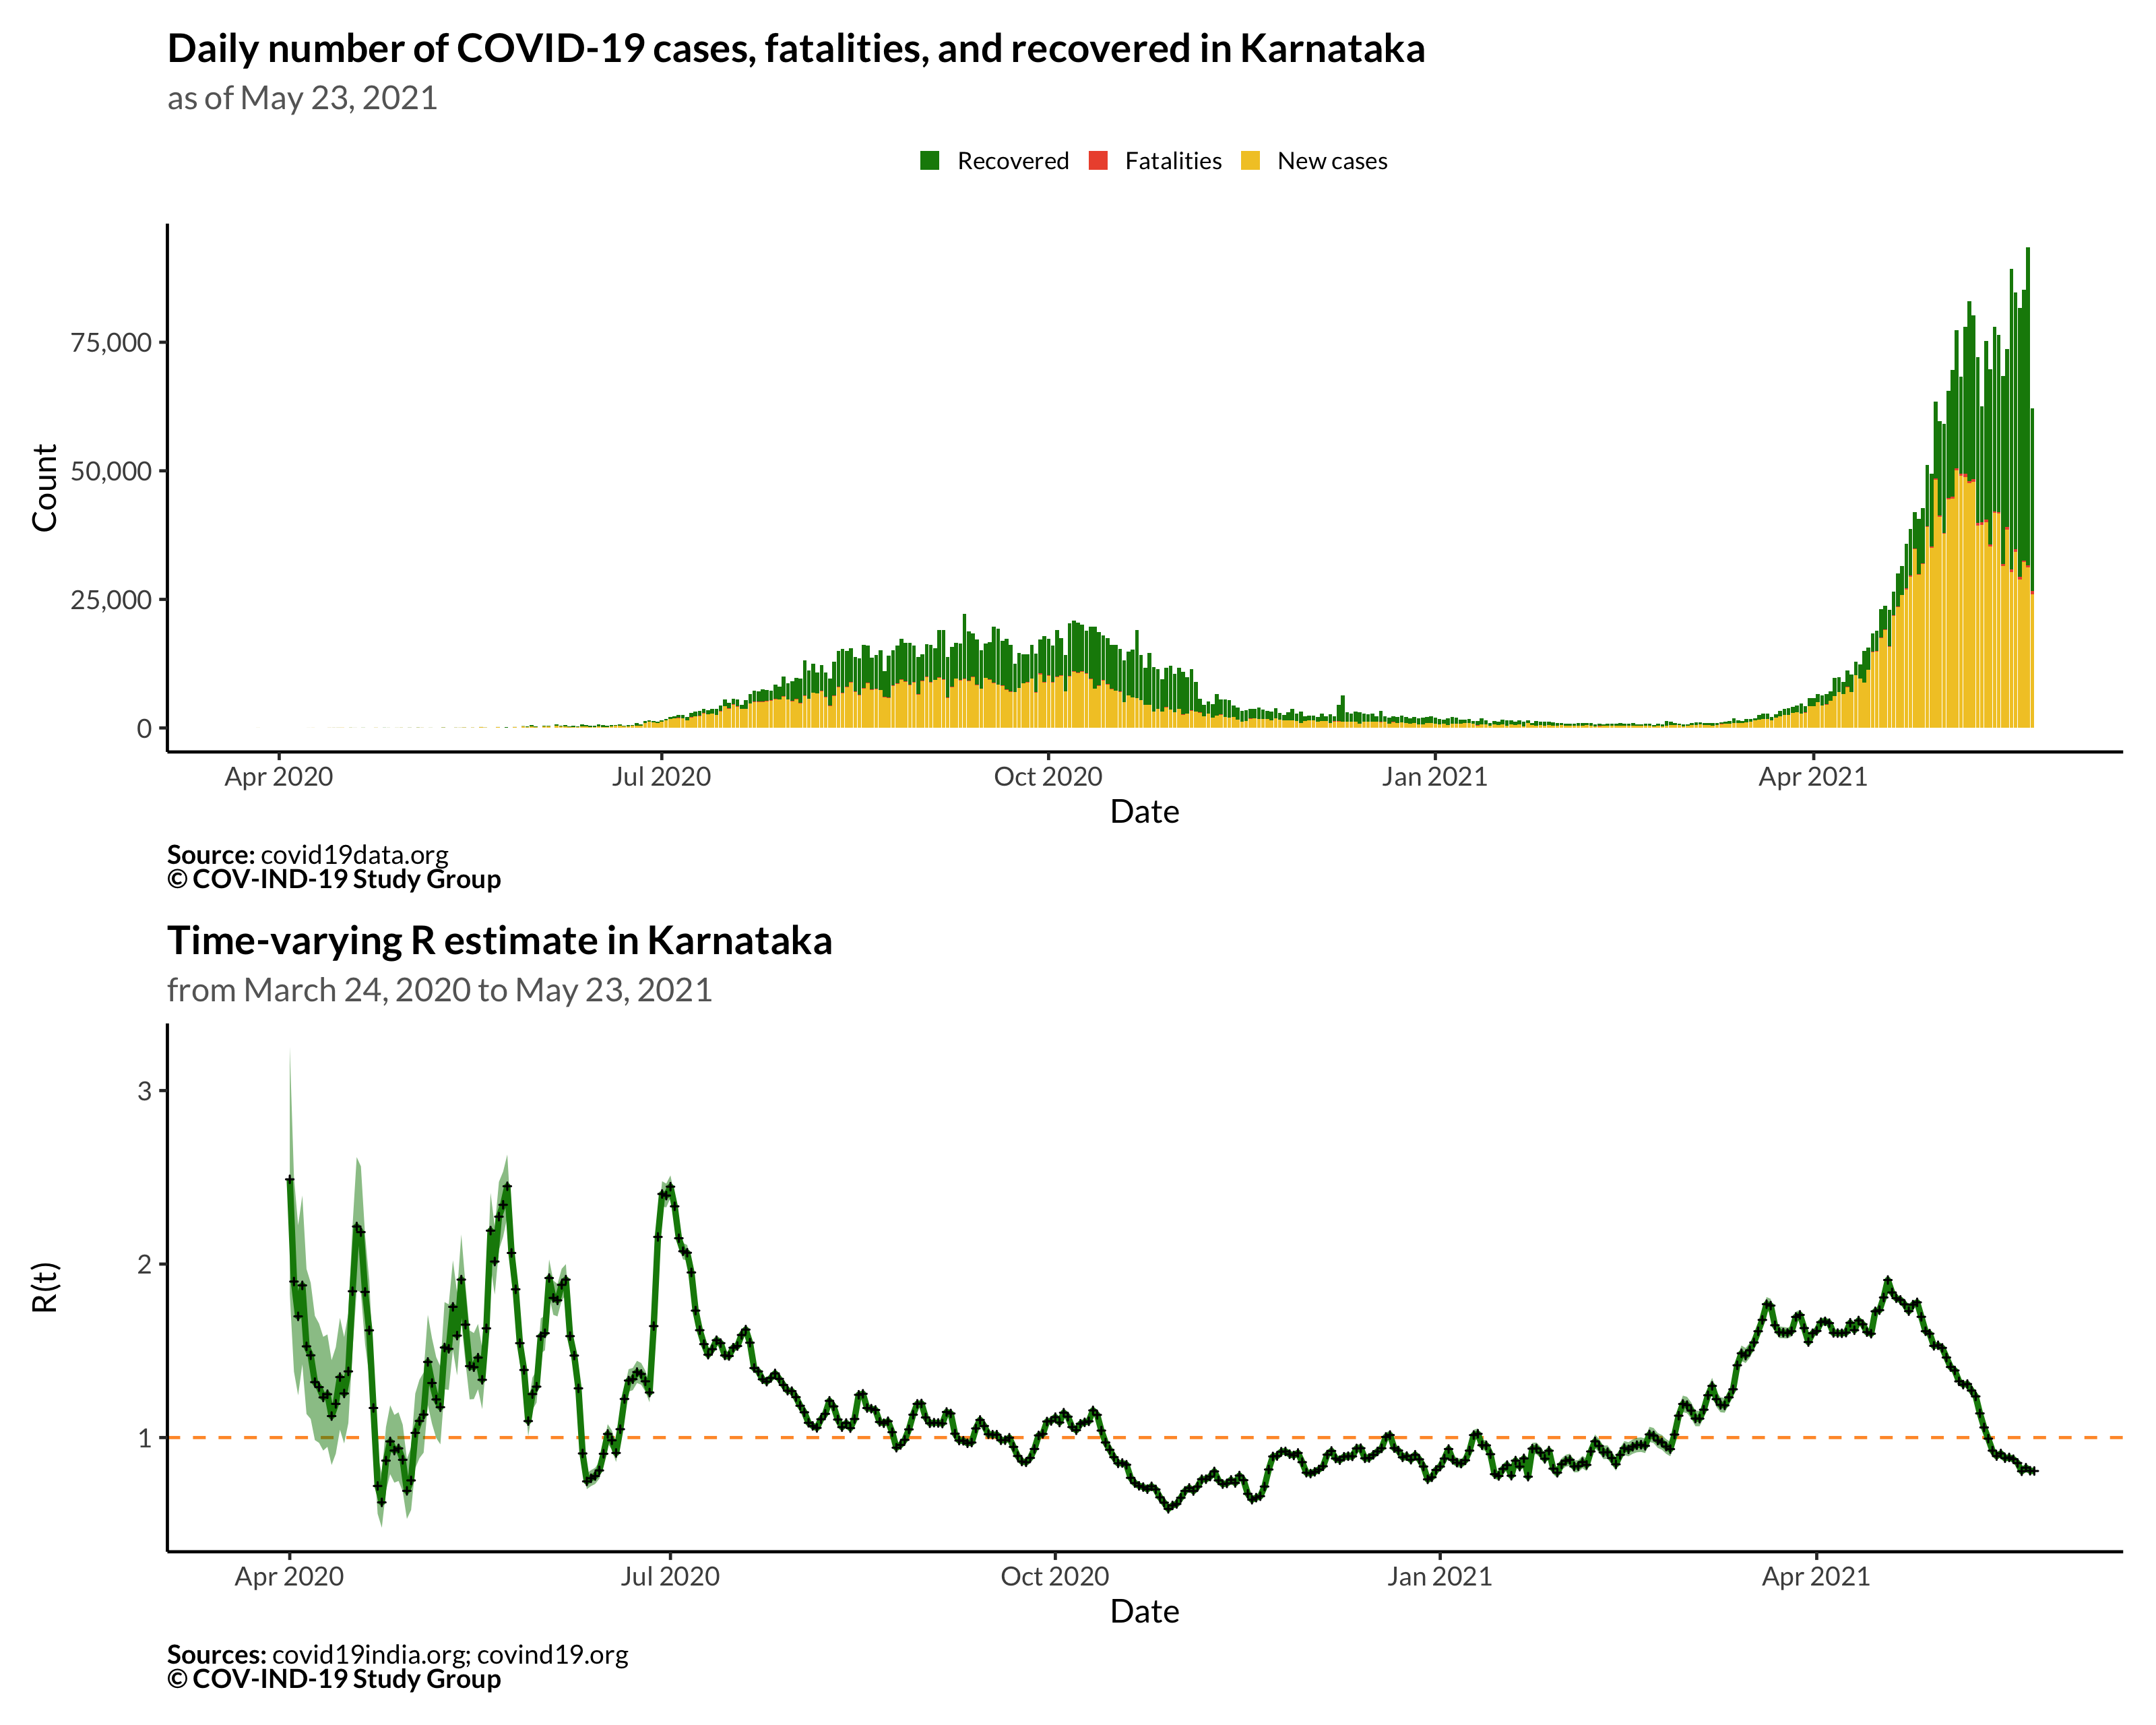 Daily number of COVID-19 cases, fatalities, and recovered in Karnataka
as of May 23, 2021
Recovered Fatalities New cases
Count
75,000
50,000
25,000
0
Apr 2020 Jul 2020 Oct 2020 Jan 2021 Apr 2021
Date
Source: covid19data.org
© COV-IND-19 Study Group
Time-varying R estimate in Karnataka
from March 24, 2020 to May 23, 2021
R(t)
3
2
1
Apr 2020 Jul 2020 Oct 2020 Jan 2021 Apr 2021
Date
Sources: covid19india.org; covind19.org
© COV-IND-19 Study Group